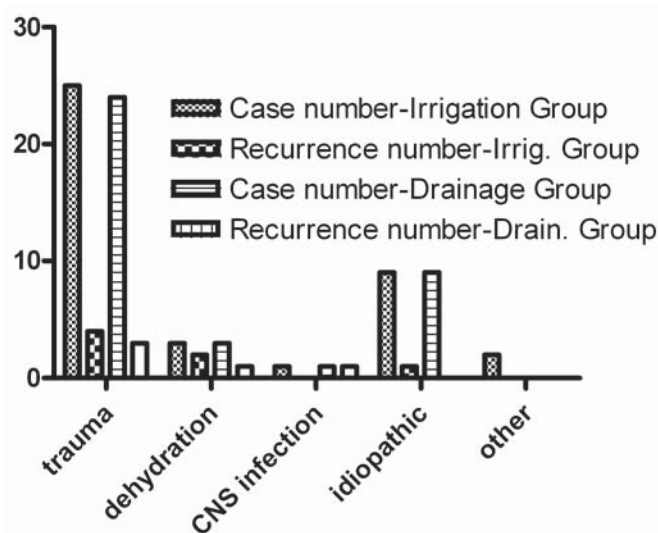 30
20
10
0
Case number-Irrigation Group
Recurrence number-Irrig. Group
Case number-Drainage Group
Recurrence number-Drain. Group
trauma
dehydration
CNS infection
idiopathic
other